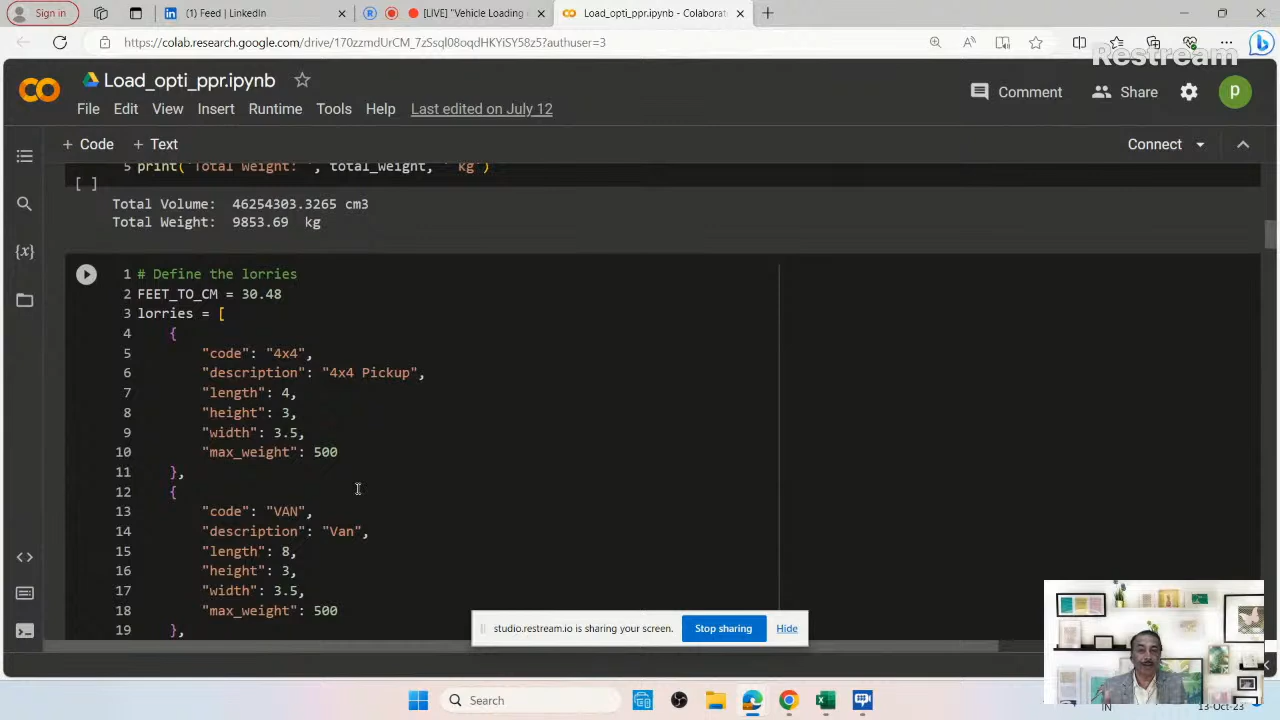 Sign in
(1) Feed | LinkedIn
[LIVE] "Vehicle Loading
Load_opti_ppr.ipynb - Colaborat
https://colab.research.google.com/drive/170zzmdUrCM_7zSsql08oqdHKYiSY58z5?authuser=3
Restream
Load_opti_ppr.ipynb
Comment
Share
p
File Edit View Insert Runtime Tools Help Last edited on July 12
+ Code + Text
Connect
5 print("Total Weight: ", total_weight, " kg")
[ ]
Total Volume: 46254303.3265 cm3
Total Weight: 9853.69 kg
1 # Define the lorries
2 FEET_TO_CM = 30.48
3 lorries = [
4 {
5 "code": "4x4",
6 "description": "4x4 Pickup",
7 "length": 4,
8 "height": 3,
9 "width": 3.5,
10 "max_weight": 500
11 },
12 {
13 "code": "VAN",
14 "description": "Van",
15 "length": 8,
16 "height": 3,
17 "width": 3.5,
18 "max_weight": 500
19 },
studio.restream.io is sharing your screen.
Stop sharing
Hide
Search
IN
13-Oct-23